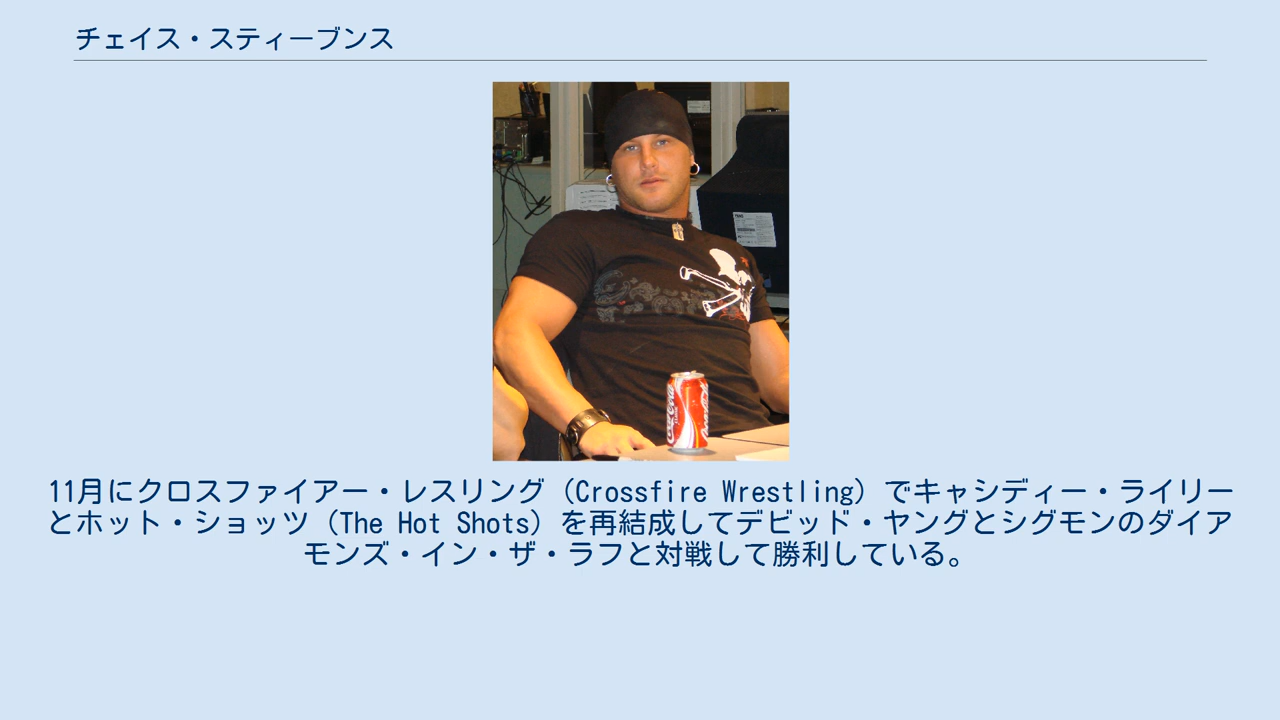 チェイス・スティーブンス
Coca-Cola
11月にクロスファイアー・レスリング（Crossfire Wrestling）でキャシディー・ライリー
とホット・ショッツ（The Hot Shots）を再結成してデビッド・ヤングとシグモンのダイア
モンズ・イン・ザ・ラフと対戦して勝利している。